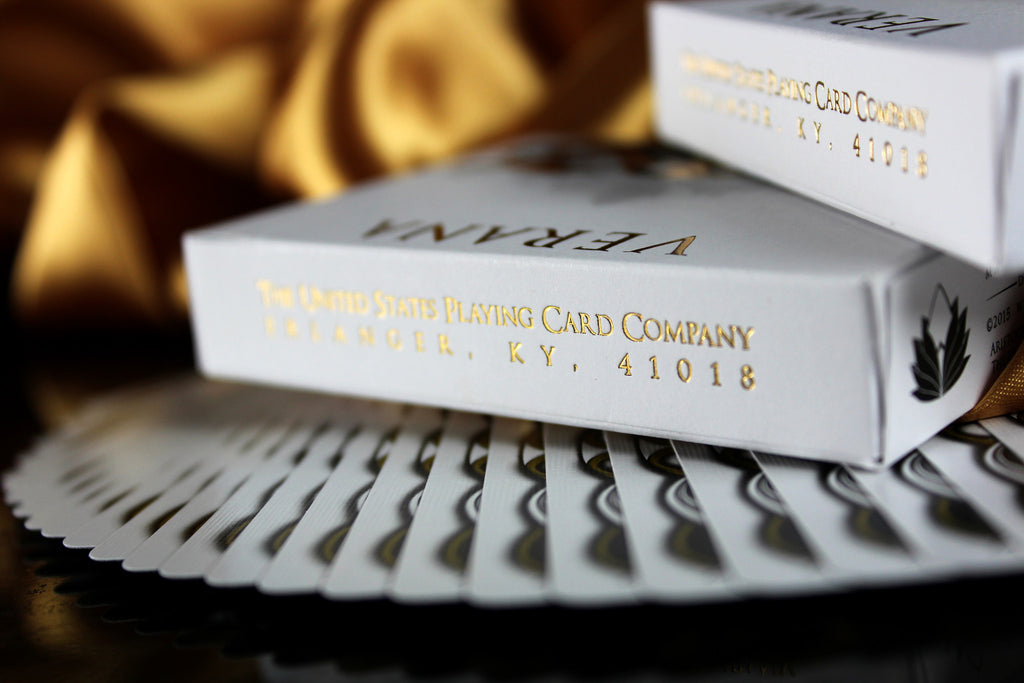 VERANA
THE UNITED STATES PLAYING CARD COMPANY
ERLANGER, KY, 41018
VERANA
THE UNITED STATES PLAYING CARD COMPANY
ERLANGER, KY, 41018
©2015